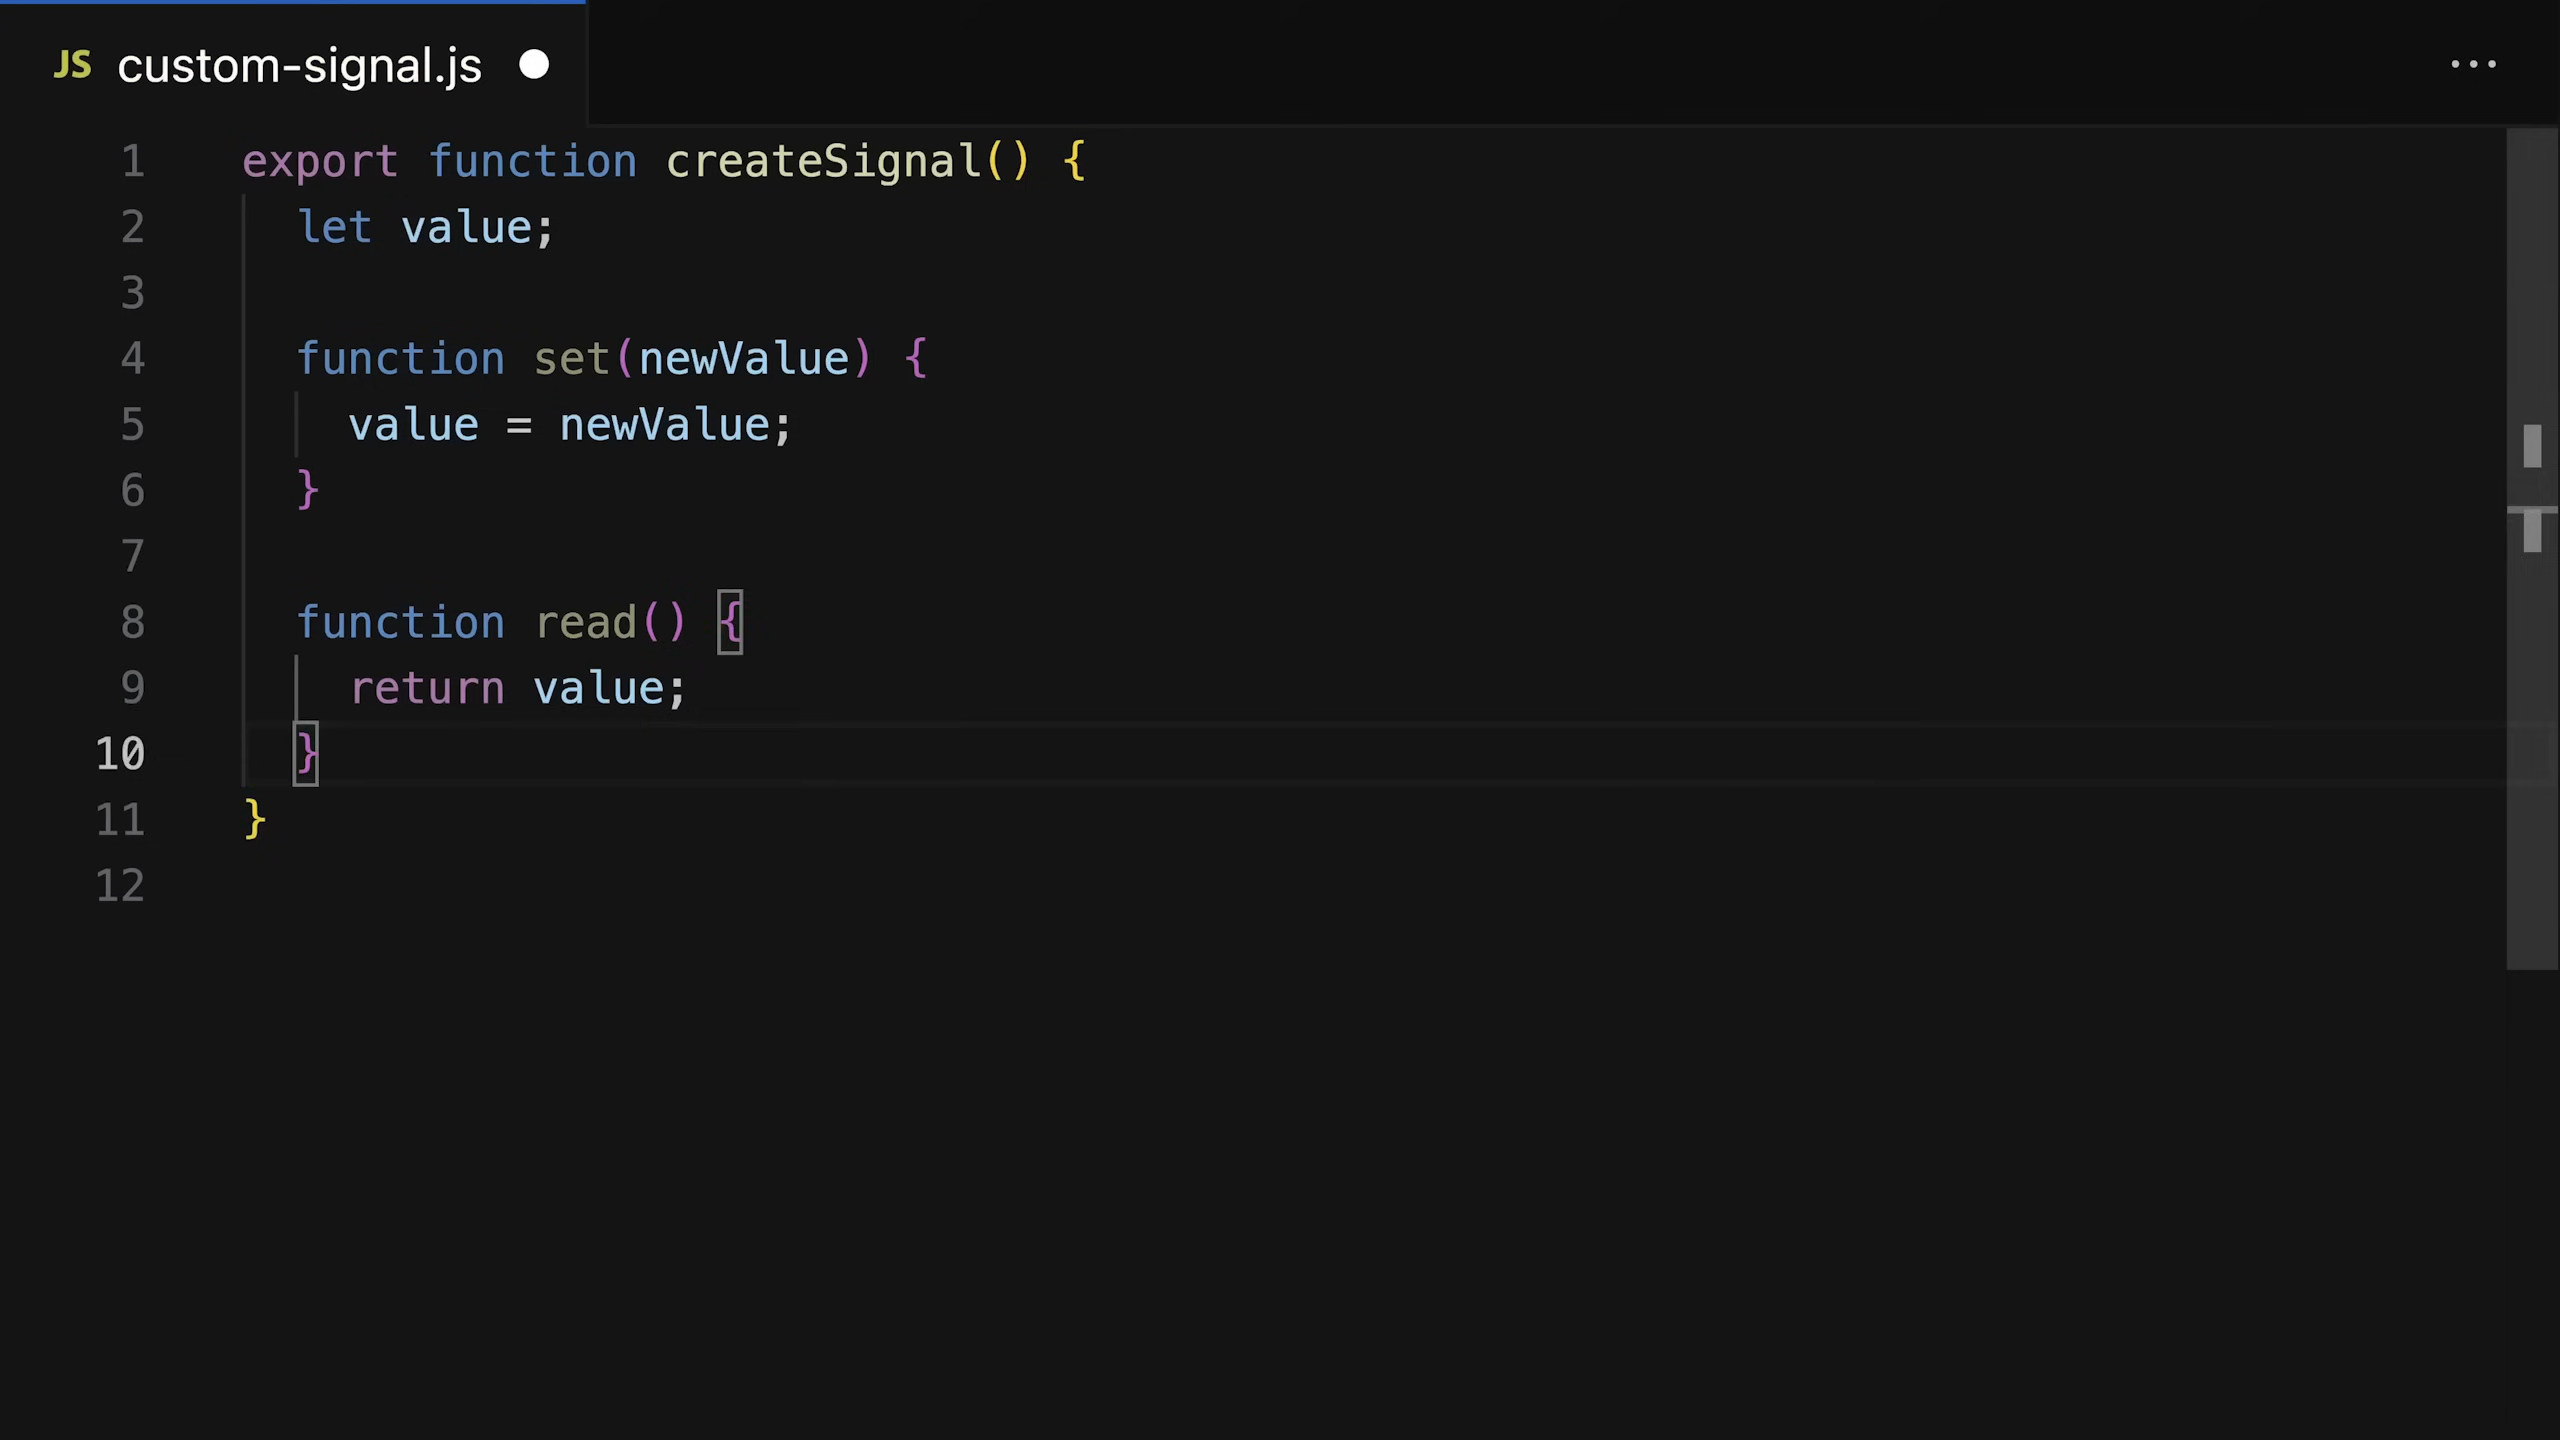 JS custom-signal.js
1 export function createSignal() {
2   let value;
3
4   function set(newValue) {
5     value = newValue;
6   }
7
8   function read() {
9     return value;
10   }
11 }
12